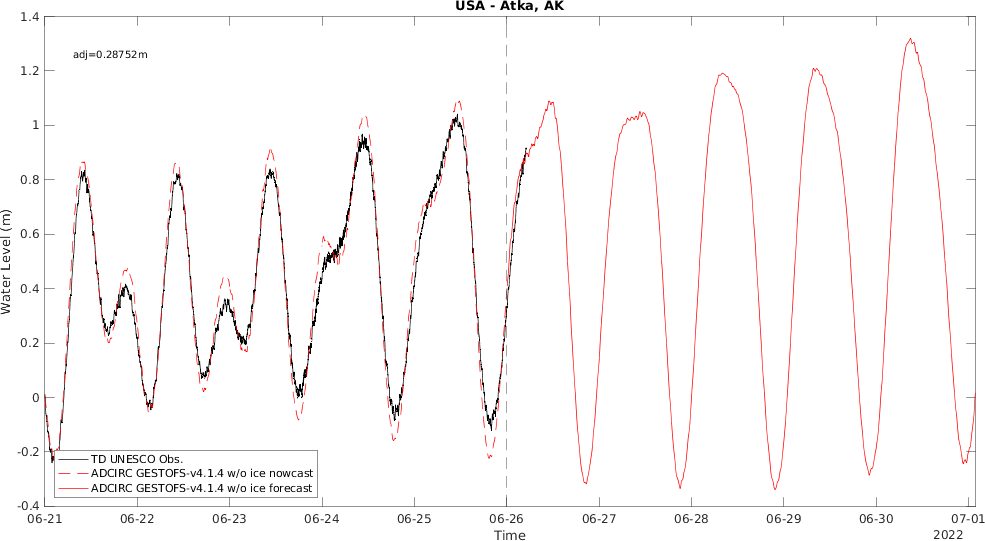 USA - Atka, AK
1.4
1.2
1
0.8
0.6
0.4
0.2
0
-0.2
-0.4
Water Level (m)
adj=0.28752m
TD UNESCO Obs.
ADCIRC GESTOFS-v4.1.4 w/o ice nowcast
ADCIRC GESTOFS-v4.1.4 w/o ice forecast
06-21 06-22 06-23 06-24 06-25 06-26 06-27 06-28 06-29 06-30 07-01
Time
2022